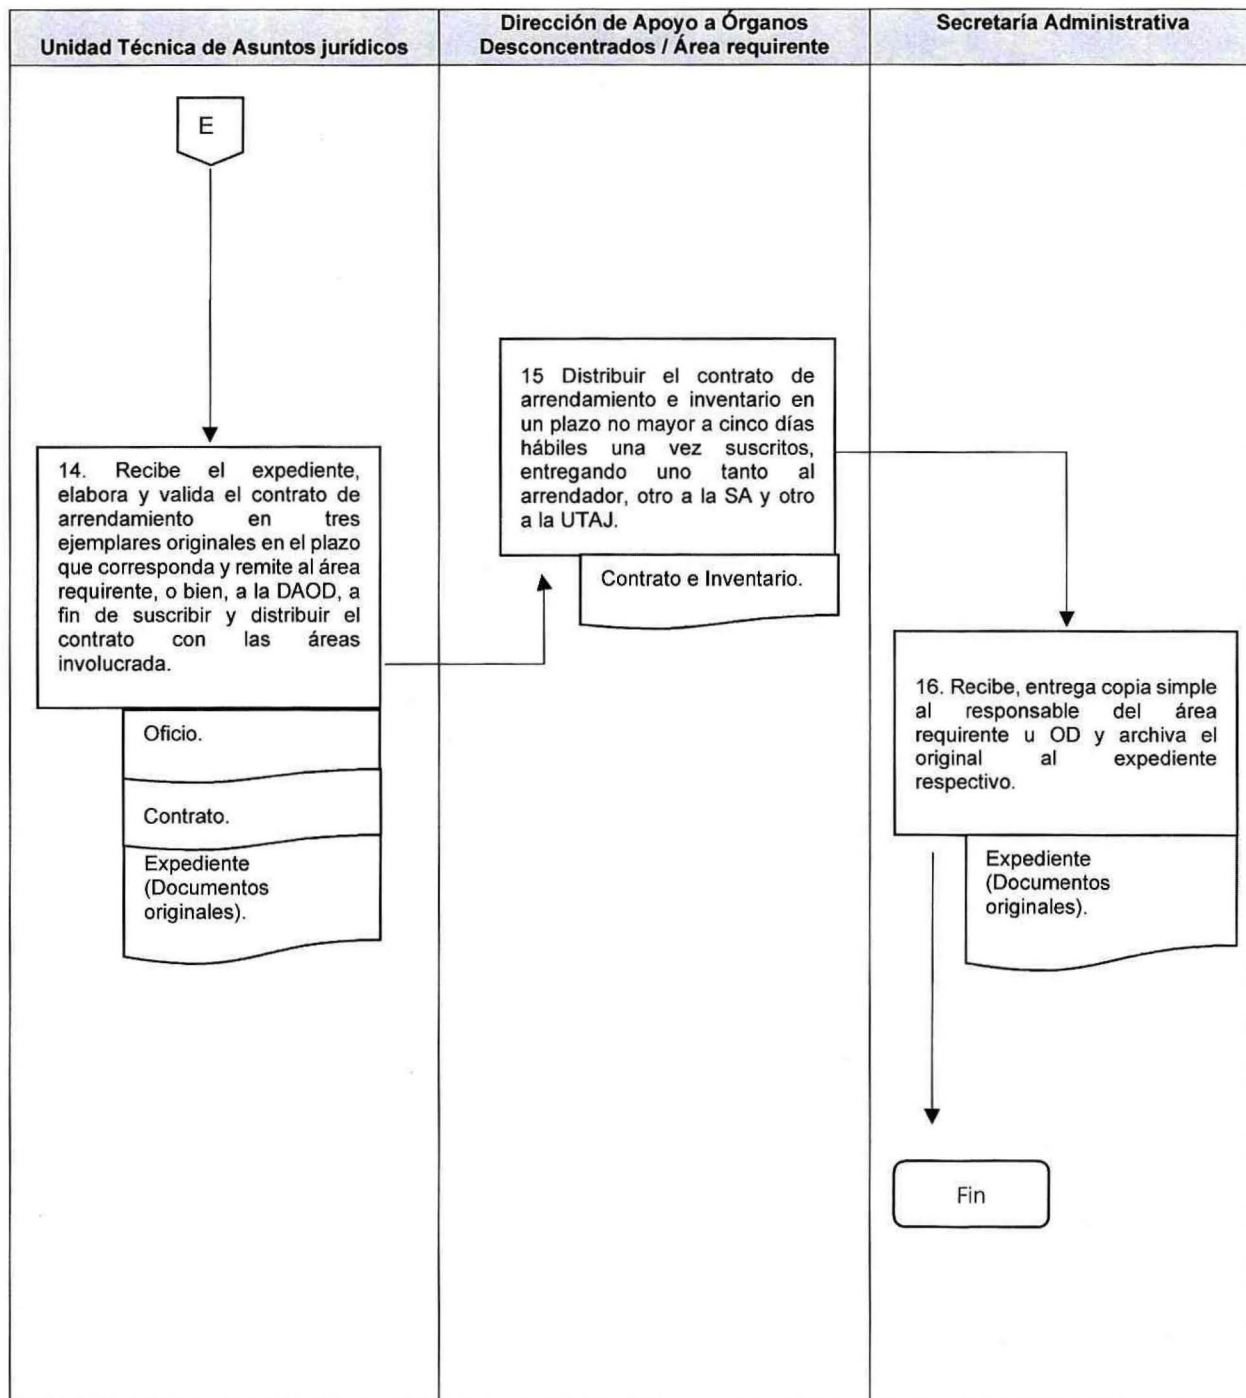 Unidad Técnica de Asuntos jurídicos
Dirección de Apoyo a Órganos
Desconcentrados / Área requirente
Secretaría Administrativa
E
14. Recibe el expediente,
elabora y valida el contrato de
arrendamiento en tres
ejemplares originales en el plazo
que corresponda y remite al área
requirente, o bien, a la DAOD, a
fin de suscribir y distribuir el
contrato con las áreas
involucrada.
Oficio.
Contrato.
Expediente
(Documentos
originales).
15 Distribuir el contrato de
arrendamiento e inventario en
un plazo no mayor a cinco días
hábiles una vez suscritos,
entregando uno tanto al
arrendador, otro a la SA y otro
a la UTAJ.
Contrato e Inventario.
16. Recibe, entrega copia simple
al responsable del área
requirente u OD y archiva el
original al expediente
respectivo.
Expediente
(Documentos
originales).
Fin